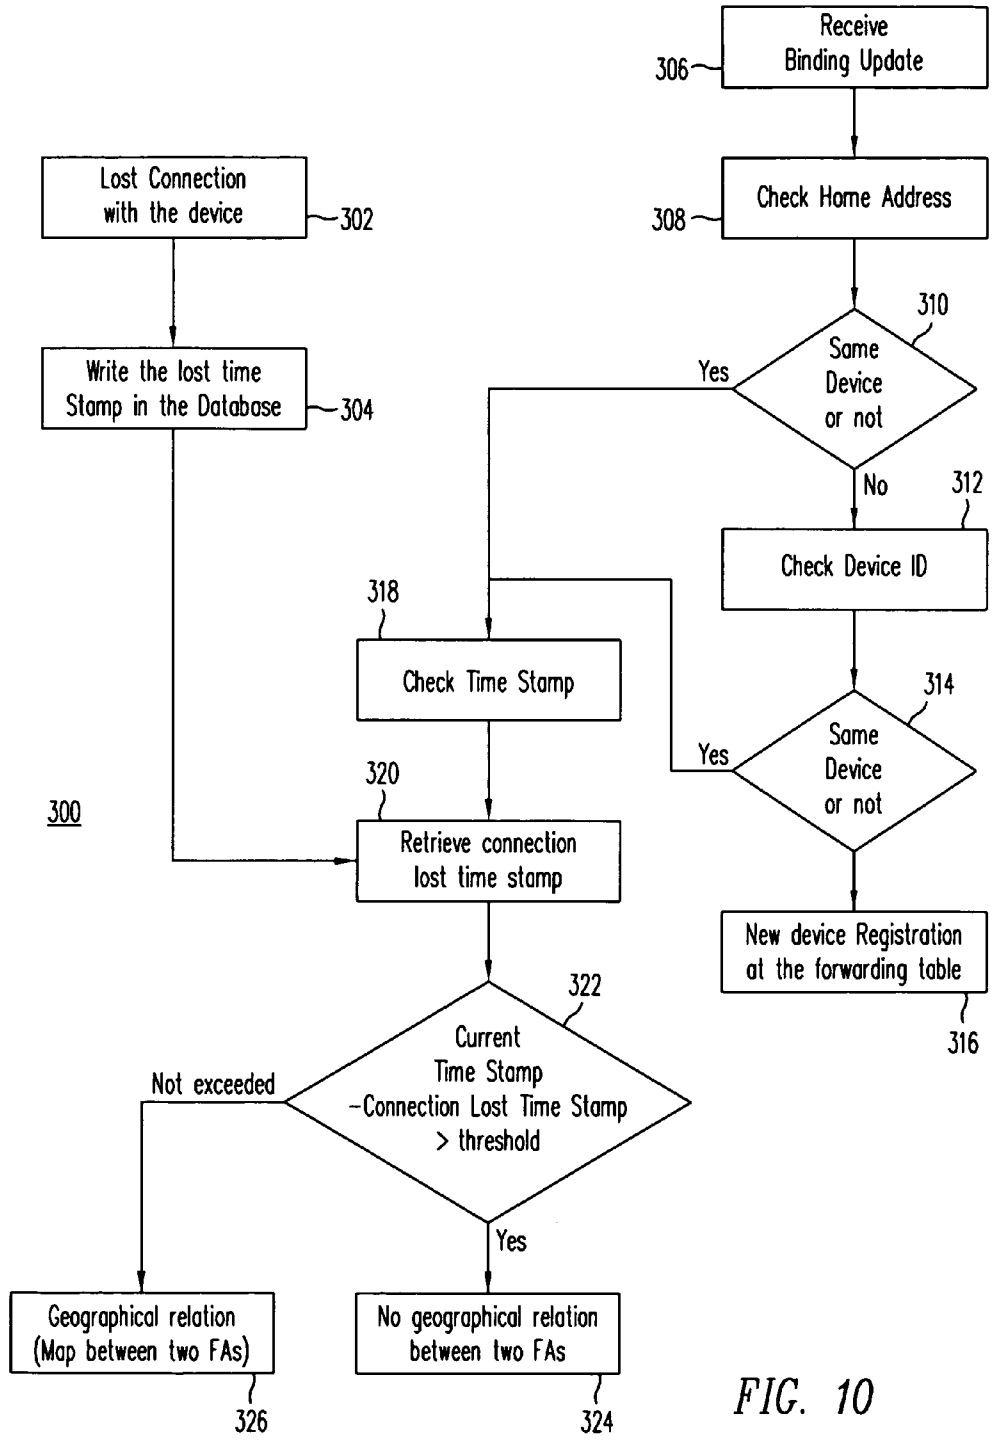 Receive
Binding Update
306
Lost Connection
with the device
302
Check Home Address
308
310
Same
Device
or not
Yes
No
Write the lost time
Stamp in the Database
304
312
Check Device ID
318
Check Time Stamp
314
Same
Device
or not
Yes
320
Retrieve connection
lost time stamp
300
New device Registration
at the forwarding table
316
322
Current
Time Stamp
-Connection Lost Time Stamp
> threshold
Not exceeded
Yes
Geographical relation
(Map between two FAs)
326
No geographical relation
between two FAs
324
FIG. 10